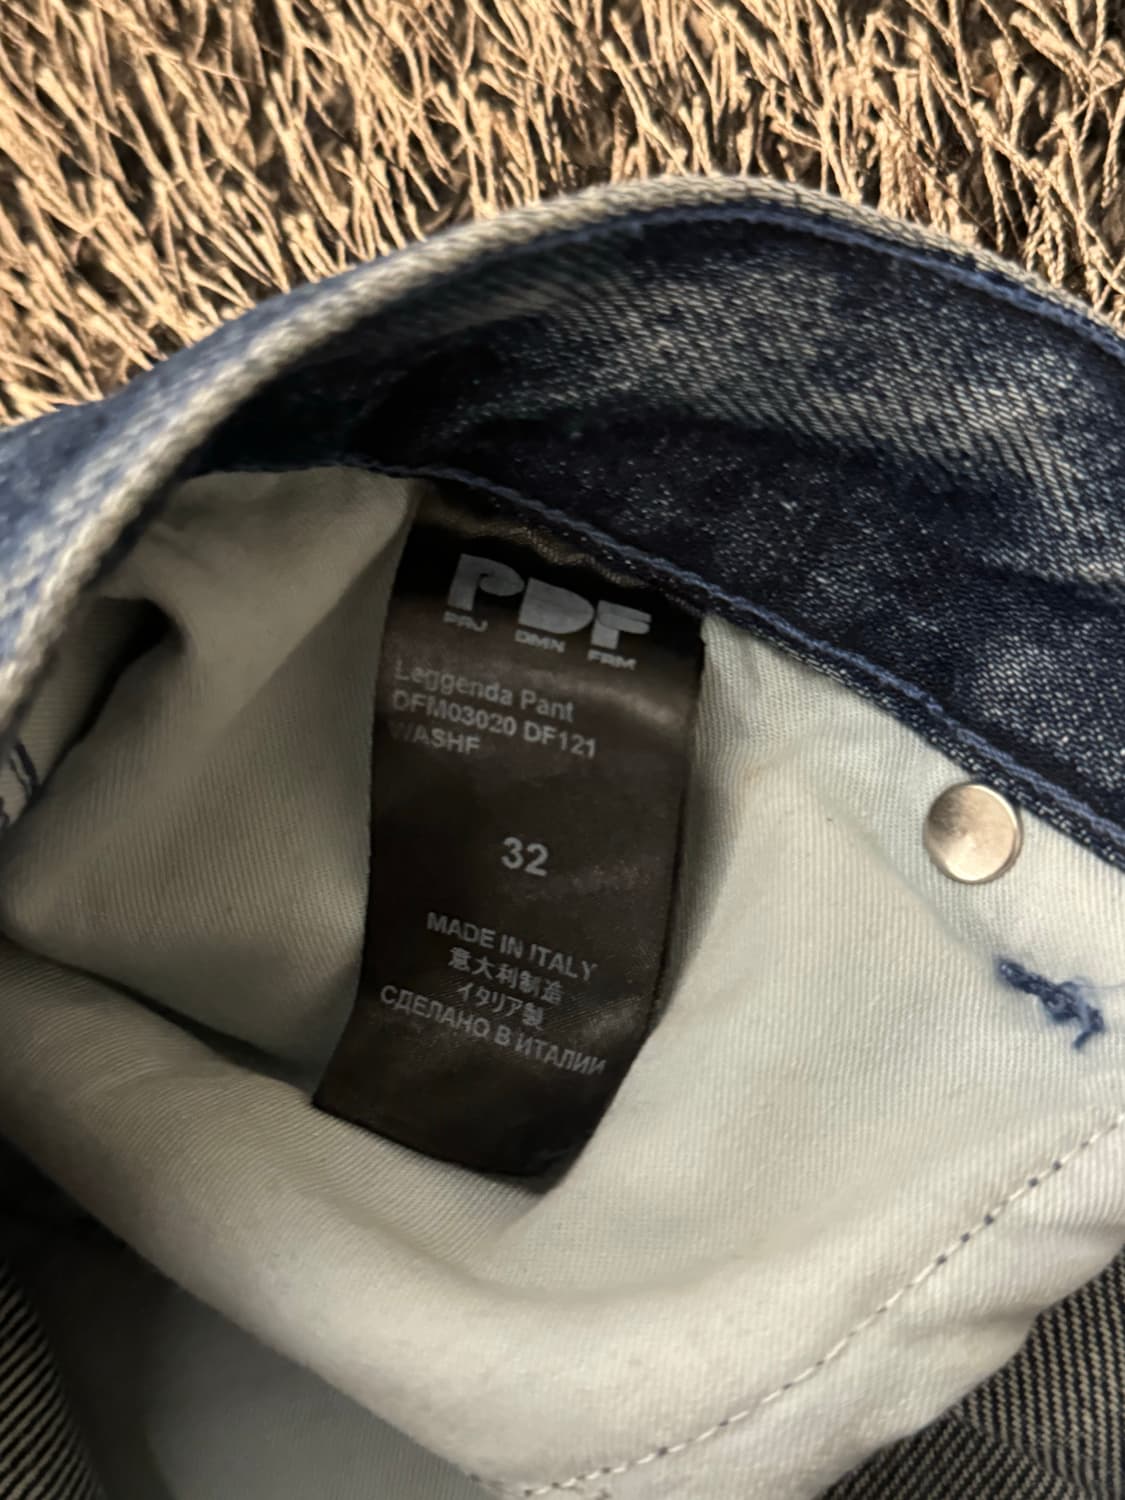 PDF
PRJ DMN FRM
Leggenda Pant
DFM03020 DF121
WASHF
32
MADE IN ITALY
意大利制造
イタリア製
СДЕЛАНО В ИТАЛИИ